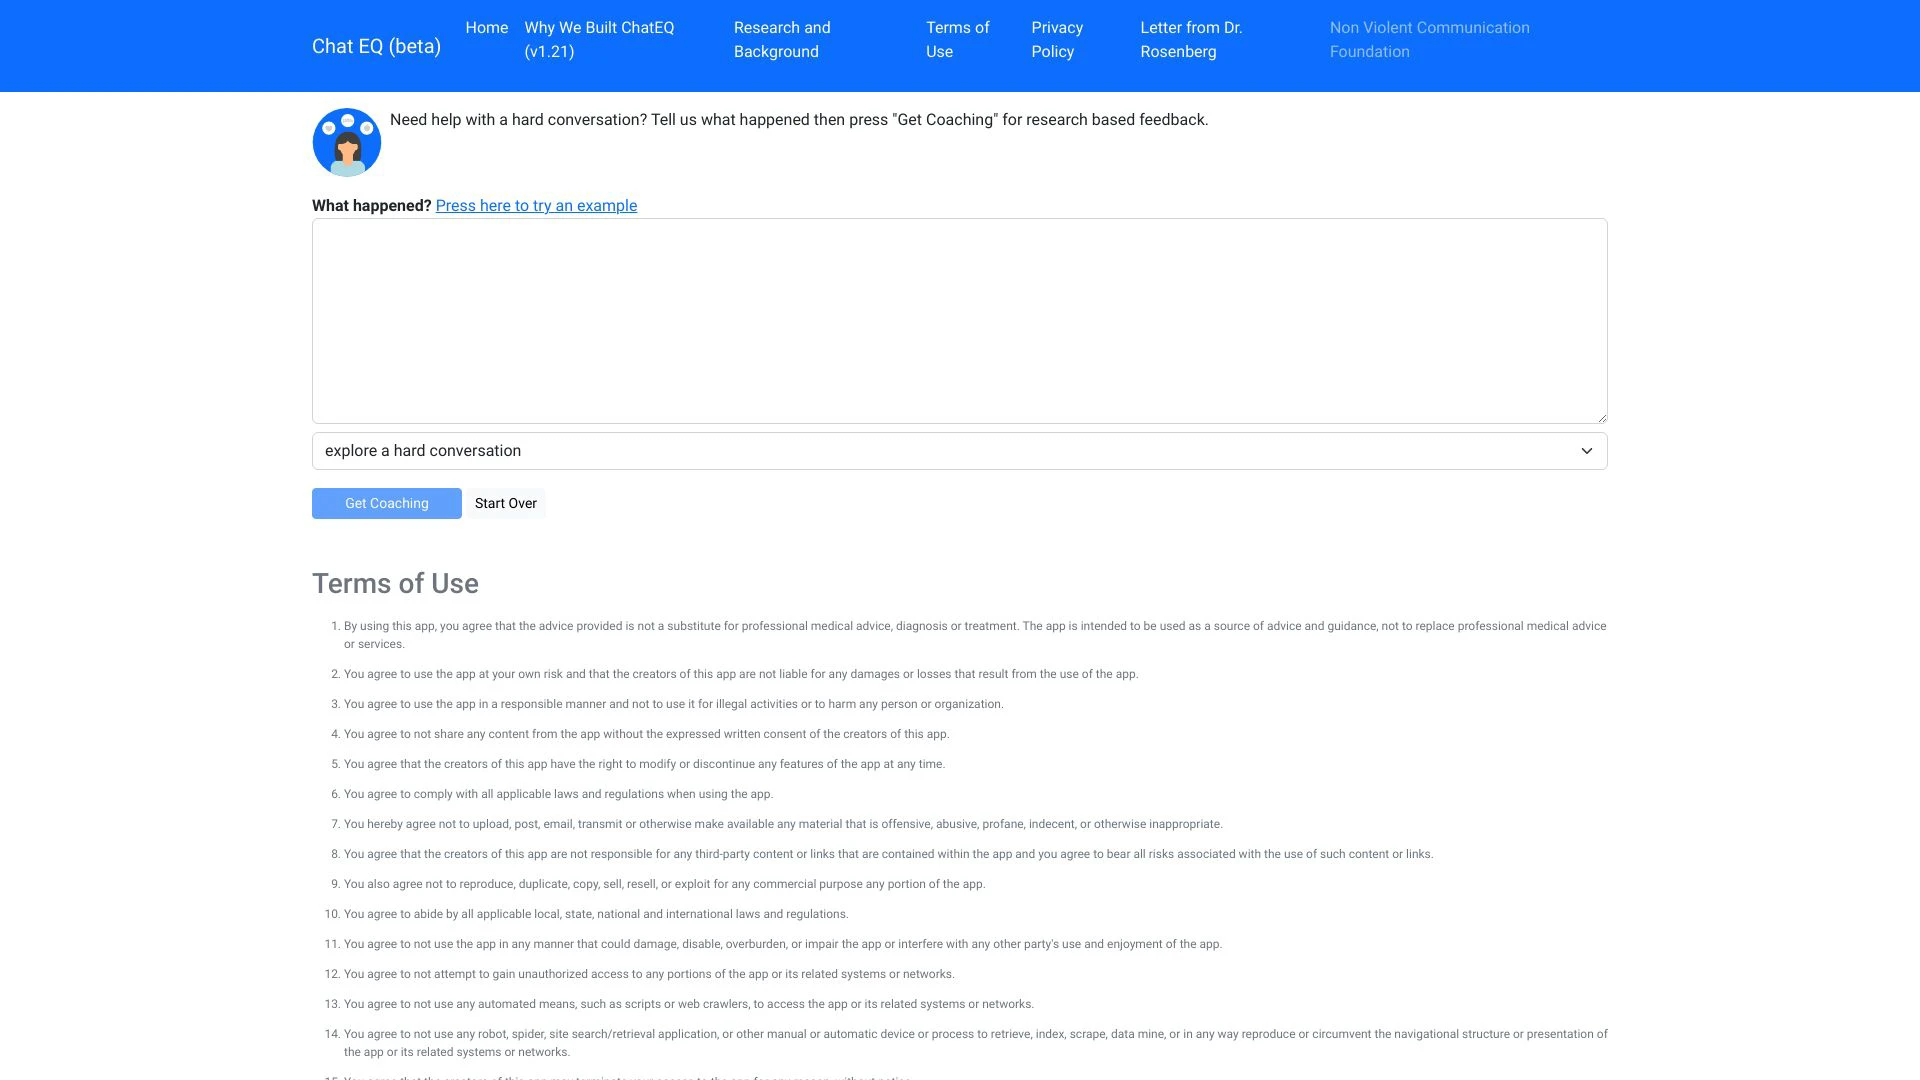 Chat EQ (beta)
Home
Why We Built ChatEQ
(v1.21)
Research and
Background
Terms of
Use
Privacy
Policy
Letter from Dr.
Rosenberg
Non Violent Communication
Foundation
Need help with a hard conversation? Tell us what happened then press "Get Coaching" for research based feedback.
What happened? Press here to try an example
explore a hard conversation
Get Coaching
Start Over
Terms of Use
1. By using this app, you agree that the advice provided is not a substitute for professional medical advice, diagnosis or treatment. The app is intended to be used as a source of advice and guidance, not to replace professional medical advice
or services.
2. You agree to use the app at your own risk and that the creators of this app are not liable for any damages or losses that result from the use of the app.
3. You agree to use the app in a responsible manner and not to use it for illegal activities or to harm any person or organization.
4. You agree to not share any content from the app without the expressed written consent of the creators of this app.
5. You agree that the creators of this app have the right to modify or discontinue any features of the app at any time.
6. You agree to comply with all applicable laws and regulations when using the app.
7. You hereby agree not to upload, post, email, transmit or otherwise make available any material that is offensive, abusive, profane, indecent, or otherwise inappropriate.
8. You agree that the creators of this app are not responsible for any third-party content or links that are contained within the app and you agree to bear all risks associated with the use of such content or links.
9. You also agree not to reproduce, duplicate, copy, sell, resell, or exploit for any commercial purpose any portion of the app.
10. You agree to abide by all applicable local, state, national and international laws and regulations.
11. You agree to not use the app in any manner that could damage, disable, overburden, or impair the app or interfere with any other party's use and enjoyment of the app.
12. You agree to not attempt to gain unauthorized access to any portions of the app or its related systems or networks.
13. You agree to not use any automated means, such as scripts or web crawlers, to access the app or its related systems or networks.
14. You agree to not use any robot, spider, site search/retrieval application, or other manual or automatic device or process to retrieve, index, scrape, data mine, or in any way reproduce or circumvent the navigational structure or presentation of
the app or its related systems or networks.